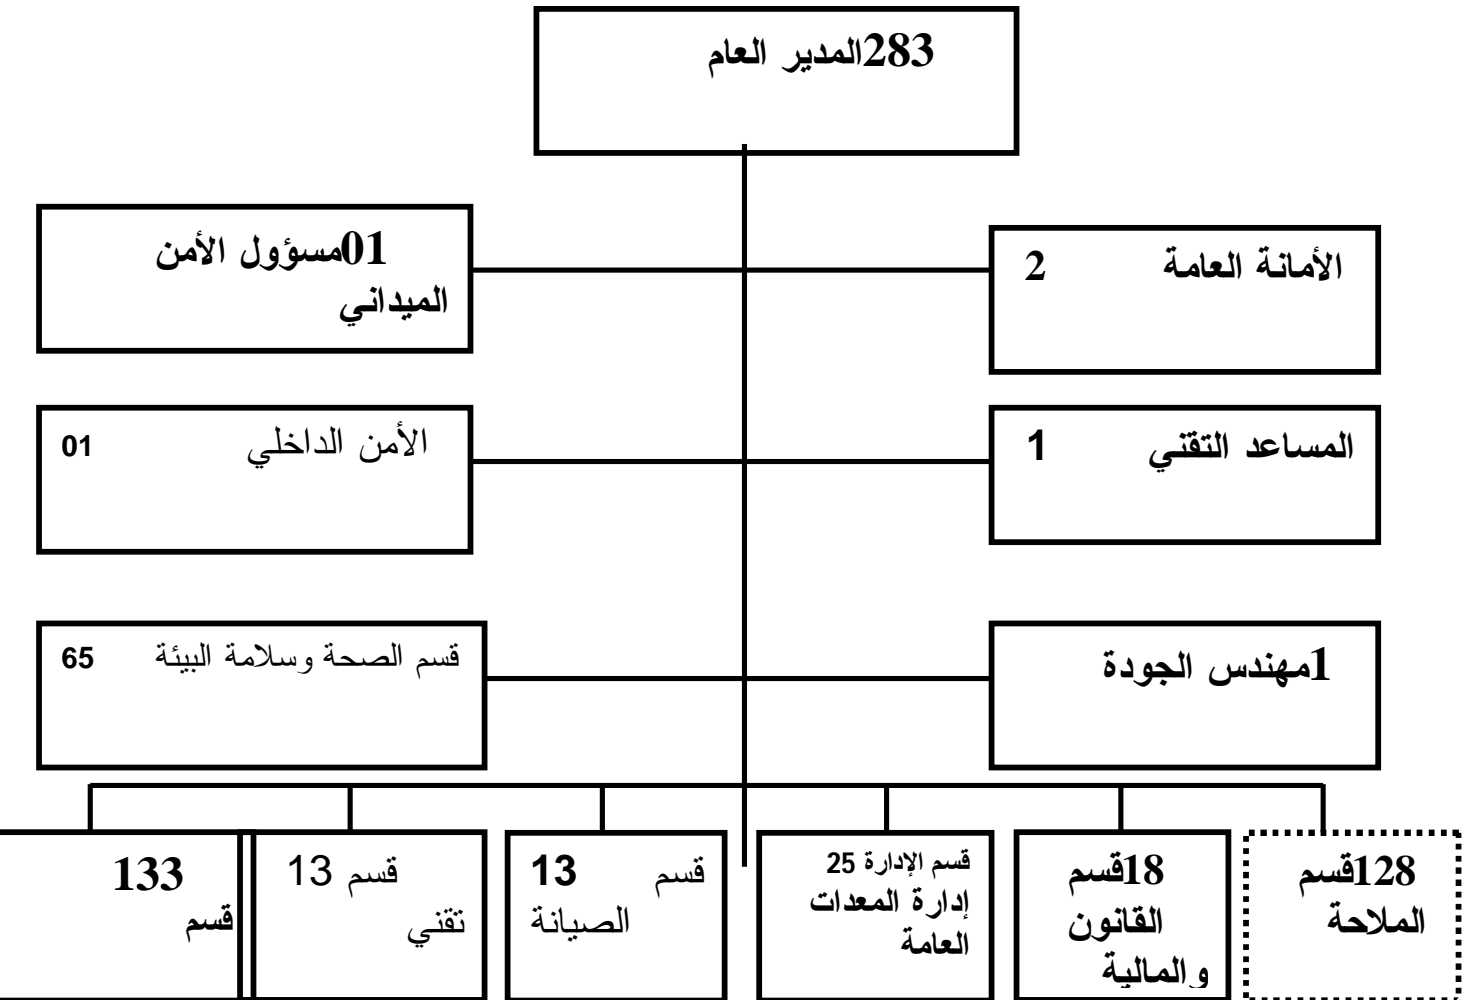 283المدير العام
الأمانة العامة 2
01مسؤول الأمن
الميداني
المساعد التقني 1
الأمن الداخلي 01
1مهندس الجودة
قسم الصحة وسلامة البيئة 65
128قسم
الملاحة
18قسم
القانون
والمالية
قسم الإدارة 25
إدارة المعدات
العامة
قسم 13
الصيانة
قسم 13
تقني
133
قسم